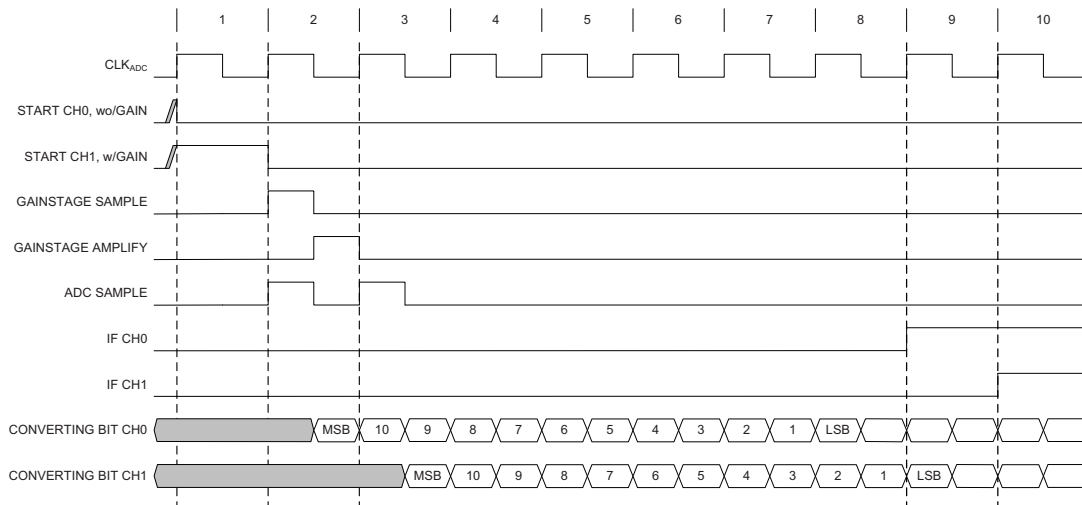 1 2 3 4 5 6 7 8 9 10
CLKADC
START CH0, wo/GAIN
START CH1, w/GAIN
GAINSTAGE SAMPLE
GAINSTAGE AMPLIFY
ADC SAMPLE
IF CH0
IF CH1
CONVERTING BIT CH0 MSB 10 9 8 7 6 5 4 3 2 1 LSB
CONVERTING BIT CH1 MSB 10 9 8 7 6 5 4 3 2 1 LSB